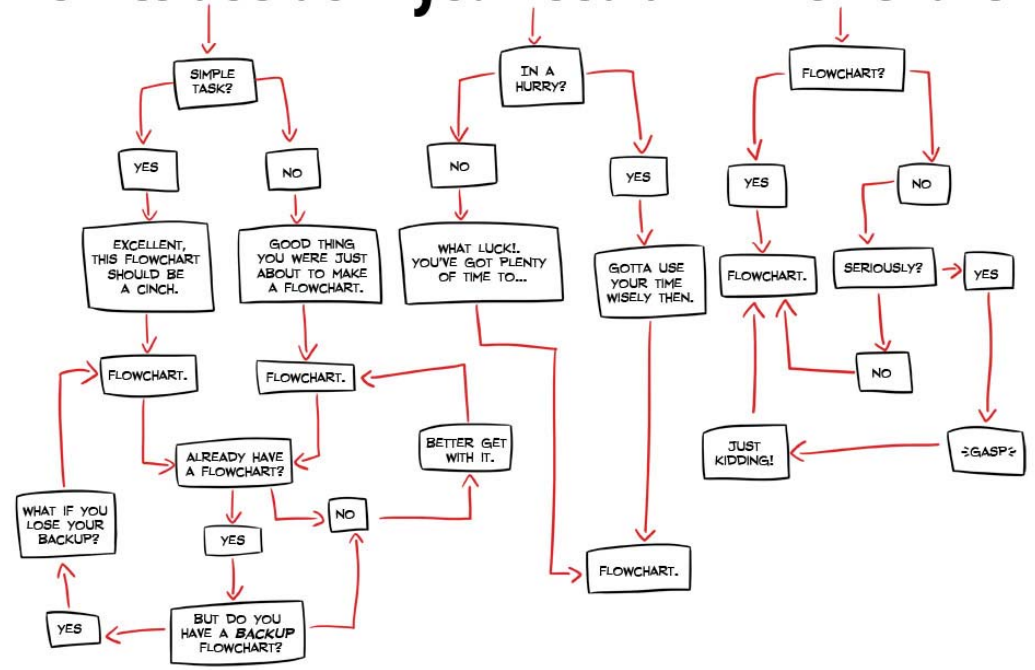 SIMPLE
TASK?
YES
NO
EXCELLENT,
THIS FLOWCHART
SHOULD BE
A CINCH.
GOOD THING
YOU WERE JUST
ABOUT TO MAKE
A FLOWCHART.
FLOWCHART.
FLOWCHART.
ALREADY HAVE
A FLOWCHART?
BETTER GET
WITH IT.
NO
YES
WHAT IF YOU
LOSE YOUR
BACKUP?
YES
BUT DO YOU
HAVE A BACKUP
FLOWCHART?
IN A
HURRY?
NO
YES
WHAT LUCK!.
YOU'VE GOT PLENTY
OF TIME TO...
GOTTA USE
YOUR TIME
WISELY THEN.
FLOWCHART.
FLOWCHART?
YES
NO
FLOWCHART.
SERIOUSLY?
YES
NO
JUST
KIDDING!
GASP